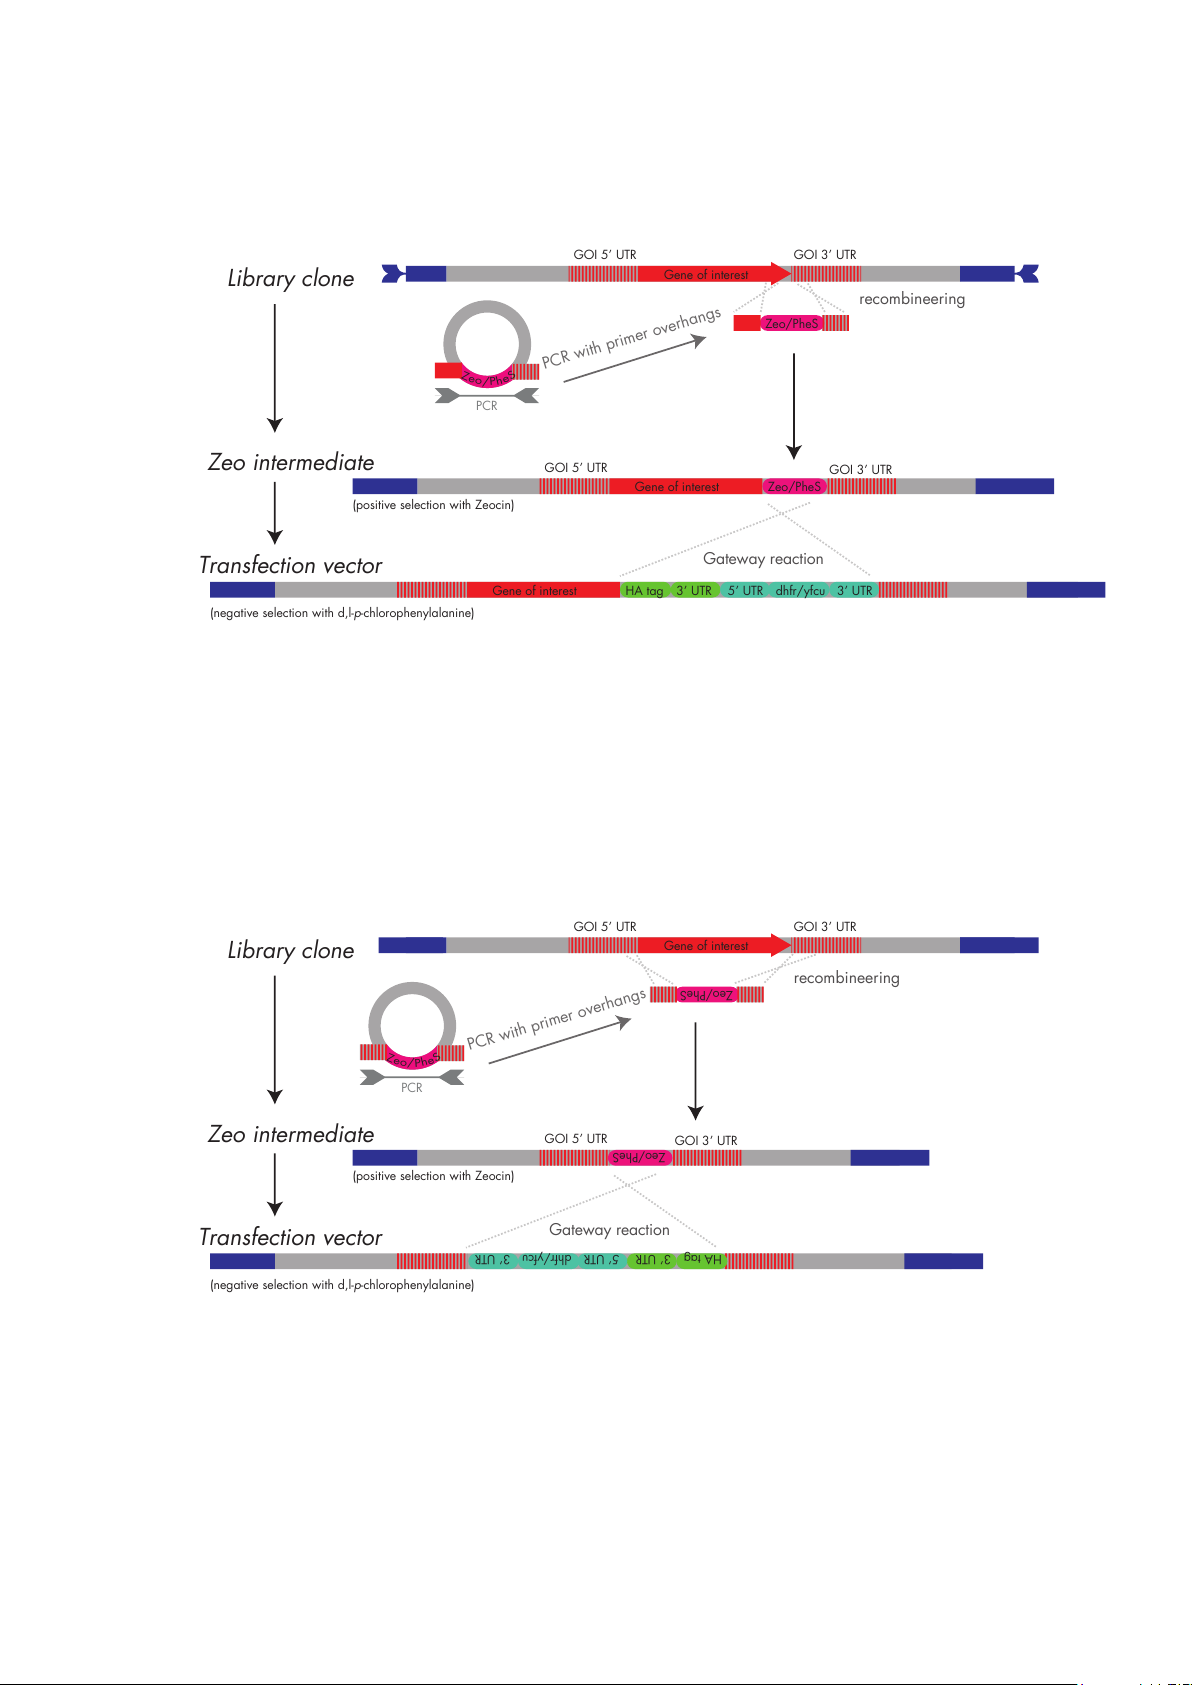 GOI 5’ UTR
GOI 3’ UTR
Library clone
Gene of interest
recombineering
Zeo/PheS
PCR with primer overhangs
Zeo/PheS
PCR
Zeo intermediate
GOI 5’ UTR
GOI 3’ UTR
Gene of interest
Zeo/PheS
(positive selection with Zeocin)
Gateway reaction
Transfection vector
Gene of interest
HA tag
3’ UTR
5’ UTR
dhfr/yfcu
3’ UTR
(negative selection with d,l-p-chlorophenylalanine)
GOI 5’ UTR
GOI 3’ UTR
Library clone
Gene of interest
recombineering
Zeo/PheS
PCR with primer overhangs
Zeo/PheS
PCR
Zeo intermediate
GOI 5’ UTR
GOI 3’ UTR
Zeo/PheS
(positive selection with Zeocin)
Gateway reaction
Transfection vector
3’ UTR
dhfr/yfcu
5’ UTR
3’ UTR
HA tag
(negative selection with d,l-p-chlorophenylalanine)